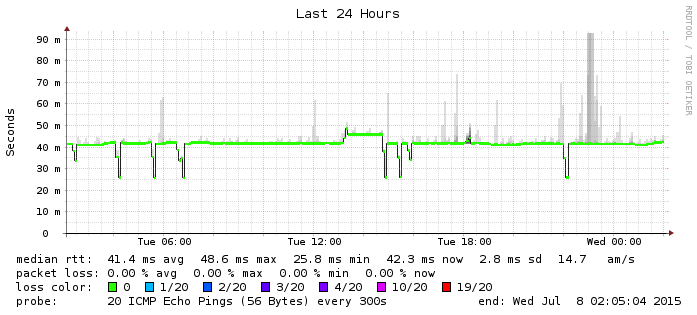 Last 24 Hours
RRDTOOL / TOBI OETIKER
Seconds
90 m
80 m
70 m
60 m
50 m
40 m
30 m
20 m
10 m
0
Tue 06:00 Tue 12:00 Tue 18:00 Wed 00:00
median rtt: 41.4 ms avg 48.6 ms max 25.8 ms min 42.3 ms now 2.8 ms sd 14.7 am/s
packet loss: 0.00 % avg 0.00 % max 0.00 % min 0.00 % now
loss color: 0 1/20 2/20 3/20 4/20 10/20 19/20
probe: 20 ICMP Echo Pings (56 Bytes) every 300s end: Wed Jul 8 02:05:04 2015